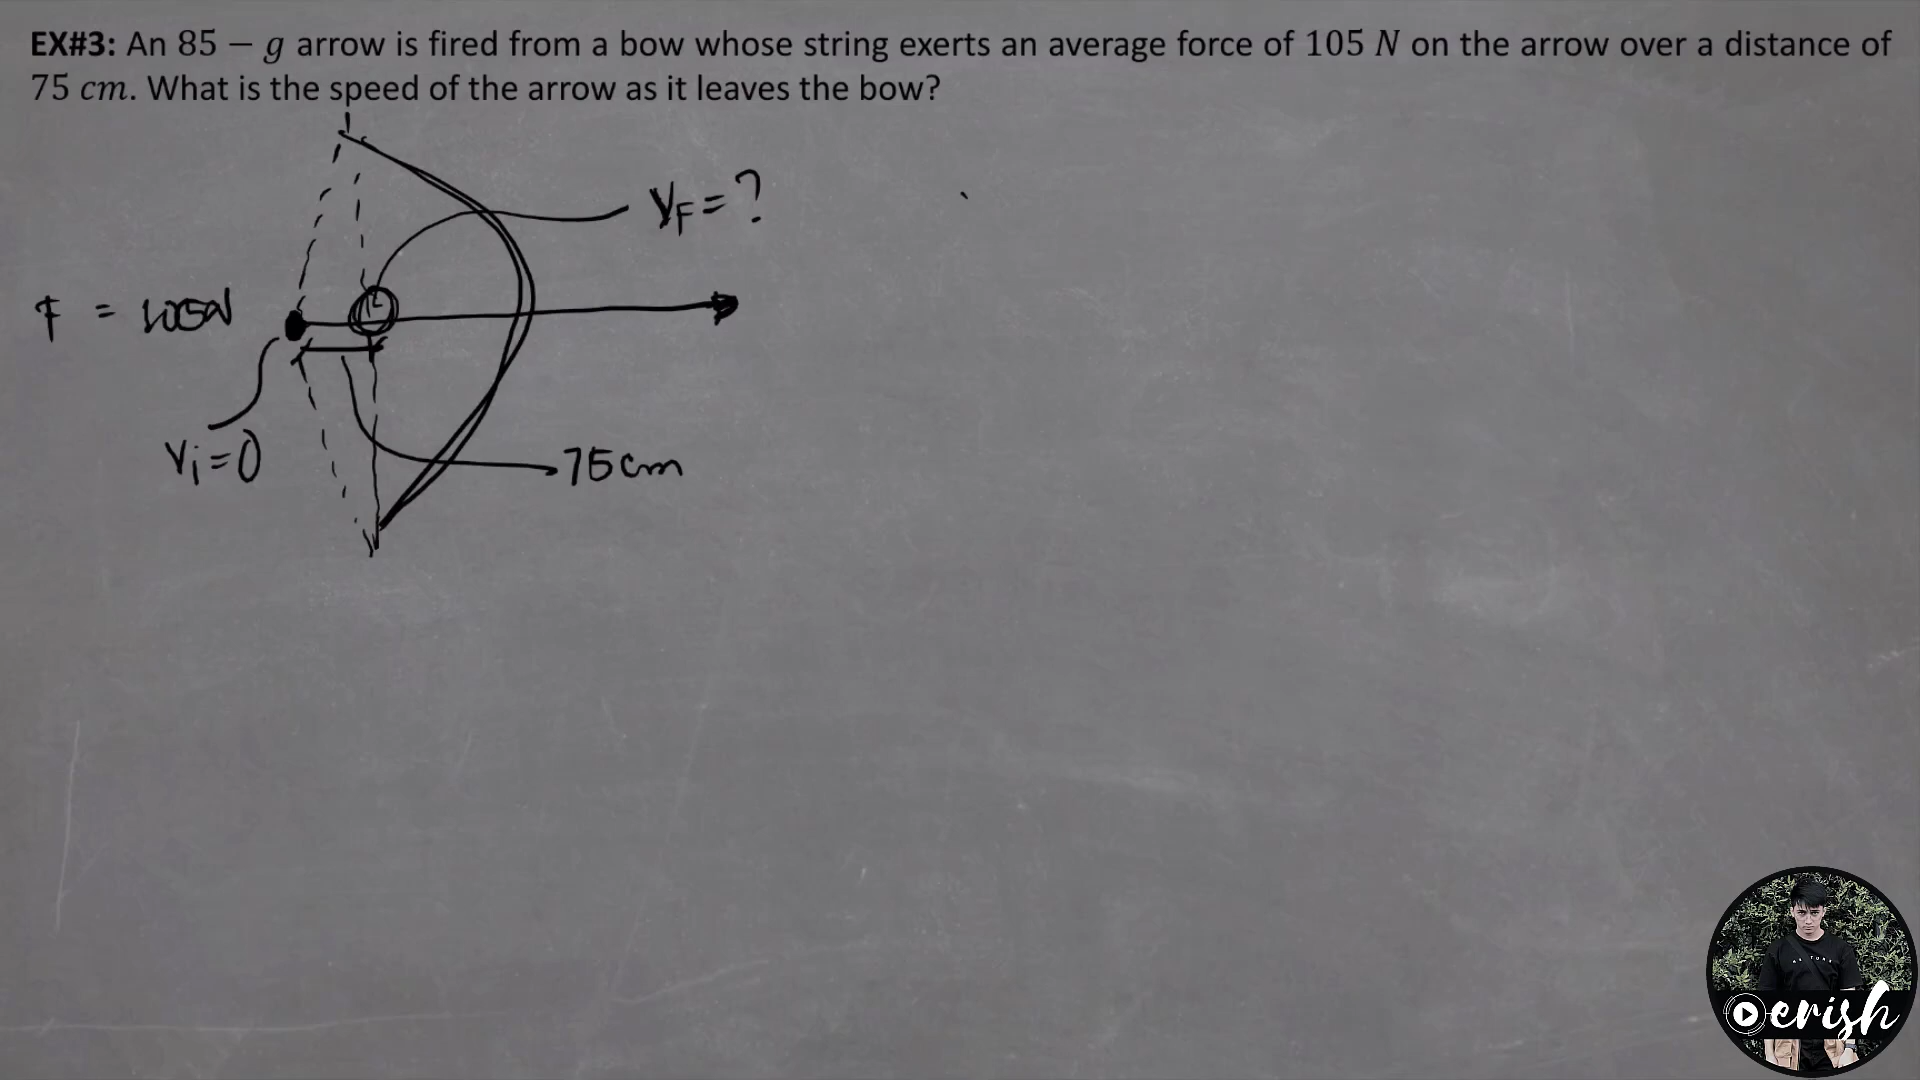 EX#3: An 85 − g arrow is fired from a bow whose string exerts an average force of 105 N on the arrow over a distance of
75 cm. What is the speed of the arrow as it leaves the bow?
VF = ?
F = 105N
Vi = 0
75cm
erish